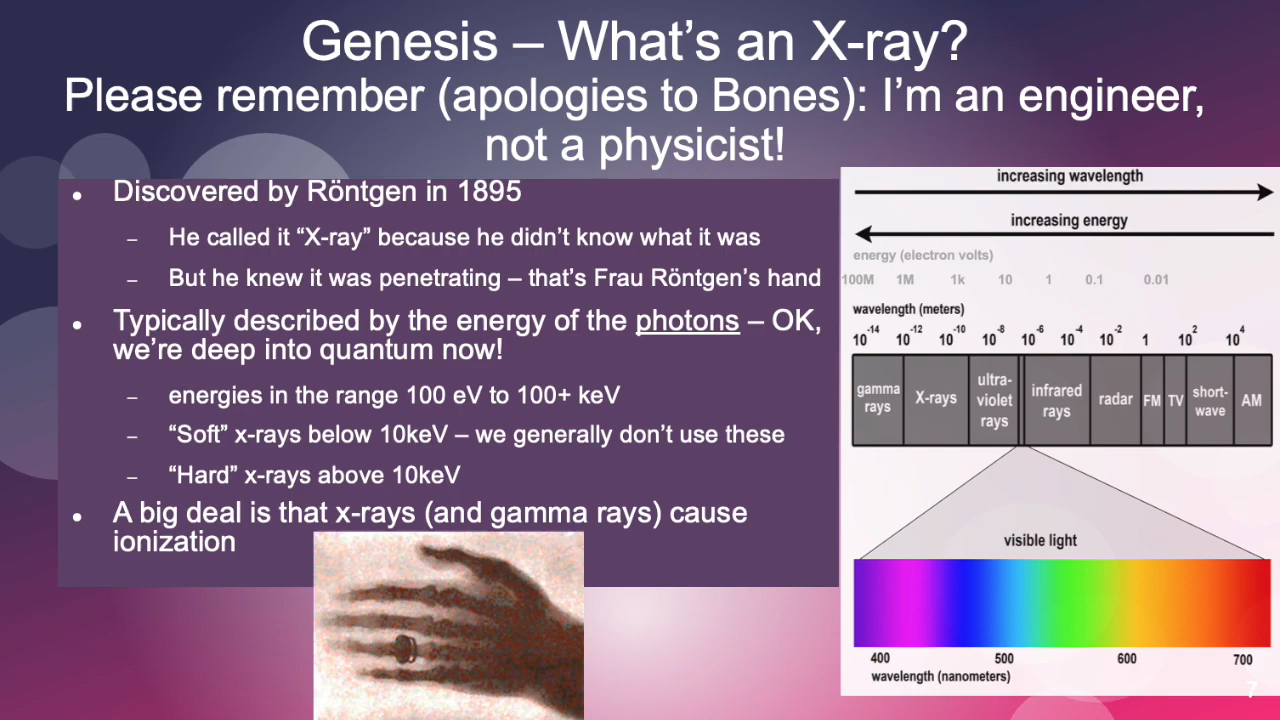 Genesis – What's an X-ray?
Please remember (apologies to Bones): I'm an engineer,
not a physicist!
• Discovered by Röntgen in 1895
– He called it “X-ray” because he didn't know what it was
– But he knew it was penetrating – that's Frau Röntgen's hand
• Typically described by the energy of the photons – OK,
we're deep into quantum now!
– energies in the range 100 eV to 100+ keV
– “Soft” x-rays below 10keV – we generally don't use these
– “Hard” x-rays above 10keV
• A big deal is that x-rays (and gamma rays) cause
ionization
increasing wavelength
increasing energy
energy (electron volts)
100M 1M 1k 10 1 0.1 0.01
wavelength (meters)
10^-14 10^-12 10^-10 10^-8 10^-6 10^-4 10^-2 1 10^2 10^4
gamma rays X-rays ultra-violet rays infrared rays radar FM TV short-wave AM
visible light
400 500 600 700
wavelength (nanometers)
7